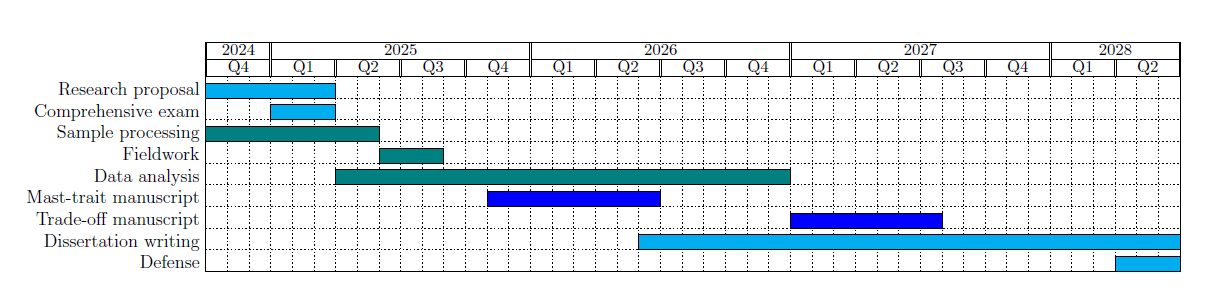 2024 2025 2026 2027 2028
Q4 Q1 Q2 Q3 Q4 Q1 Q2 Q3 Q4 Q1 Q2 Q3 Q4 Q1 Q2
Research proposal
Comprehensive exam
Sample processing
Fieldwork
Data analysis
Mast-trait manuscript
Trade-off manuscript
Dissertation writing
Defense